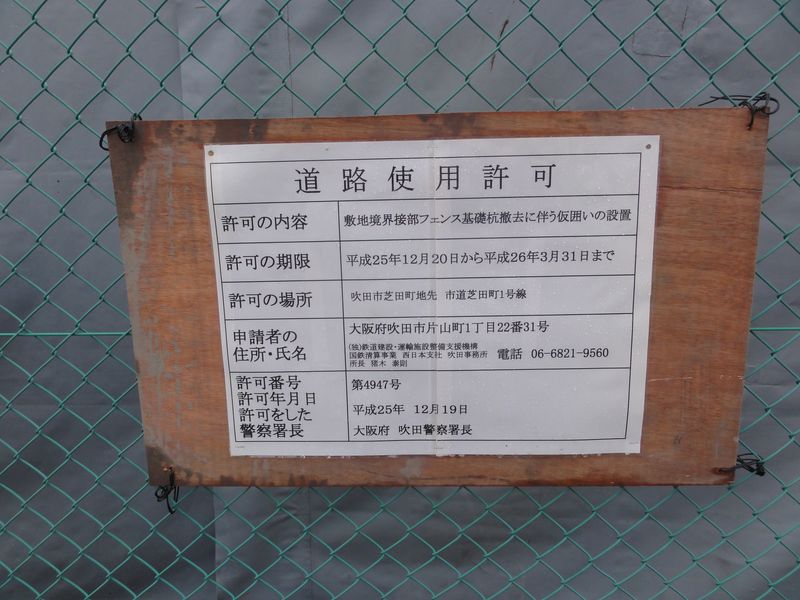 道路使用許可
許可の内容 敷地境界接部フェンス基礎杭撤去に伴う仮囲いの設置
許可の期限 平成25年12月20日から平成26年3月31日まで
許可の場所 吹田市芝田町地先 市道芝田町1号線
申請者の 大阪府吹田市片山町1丁目22番31号
住所・氏名 (独)鉄道建設・運輸施設整備支援機構
国鉄清算事業 西日本支社 吹田事務所 電話 06-6821-9560
所長 猪木 泰則
許可番号 第4947号
許可年月日 平成25年 12月19日
許可をした
警察署長 大阪府 吹田警察署長